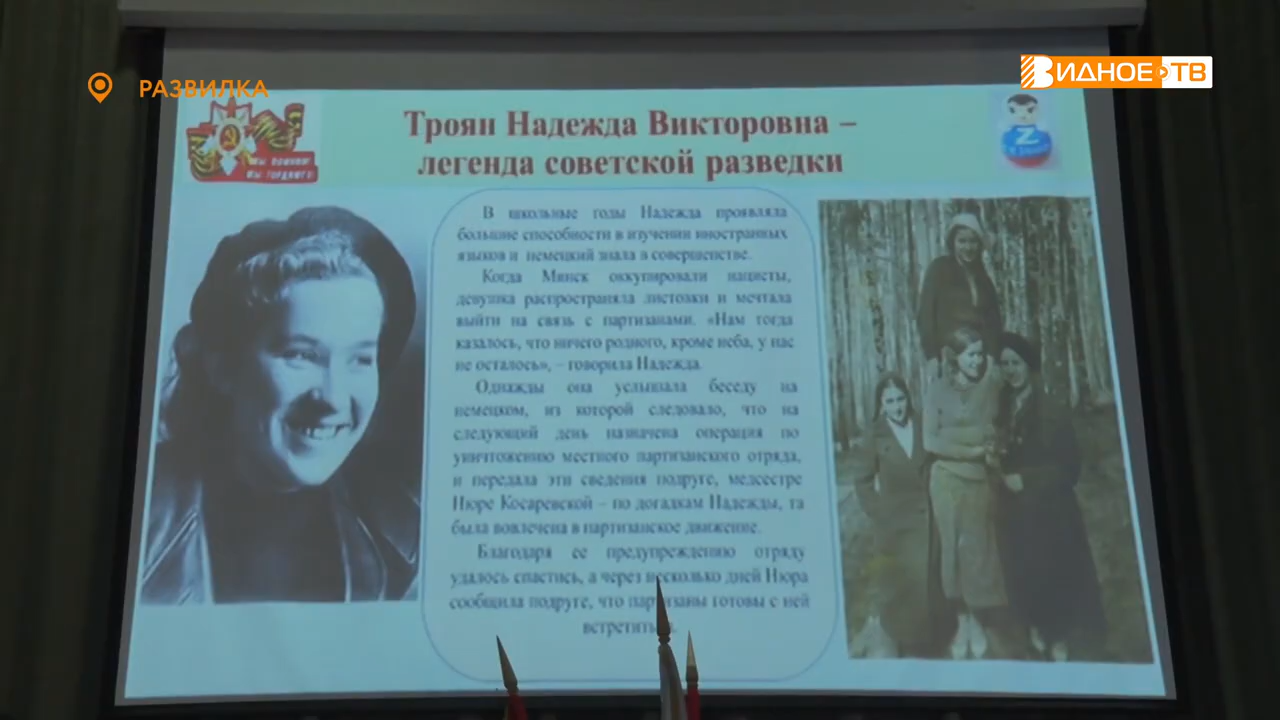 РАЗВИЛКА
ВИДНОЕ ТВ
Троян Надежда Викторовна –
легенда советской разведки
МЫ ПОМНИМ!
МЫ ГОРДИМСЯ!
Z
В школьные годы Надежда проявляла
большие способности в изучении иностранных
языков и немецкий знала в совершенстве.
Когда Минск оккупировали нацисты,
девушка распространяла листовки и мечтала
выйти на связь с партизанами. «Нам тогда
казалось, что ничего родного, кроме неба, у нас
не осталось», – говорила Надежда.
Однажды она услышала беседу на
немецком, из которой следовало, что на
следующий день назначена операция по
уничтожению местного партизанского отряда,
и передала эти сведения подруге, медсестре
Нюре Косаревской – по догадкам Надежды, та
была вовлечена в партизанское движение.
Благодаря ее предупреждению отряду
удалось спастись, а через несколько дней Нюра
сообщила подруге, что партизаны готовы с ней
встретиться.